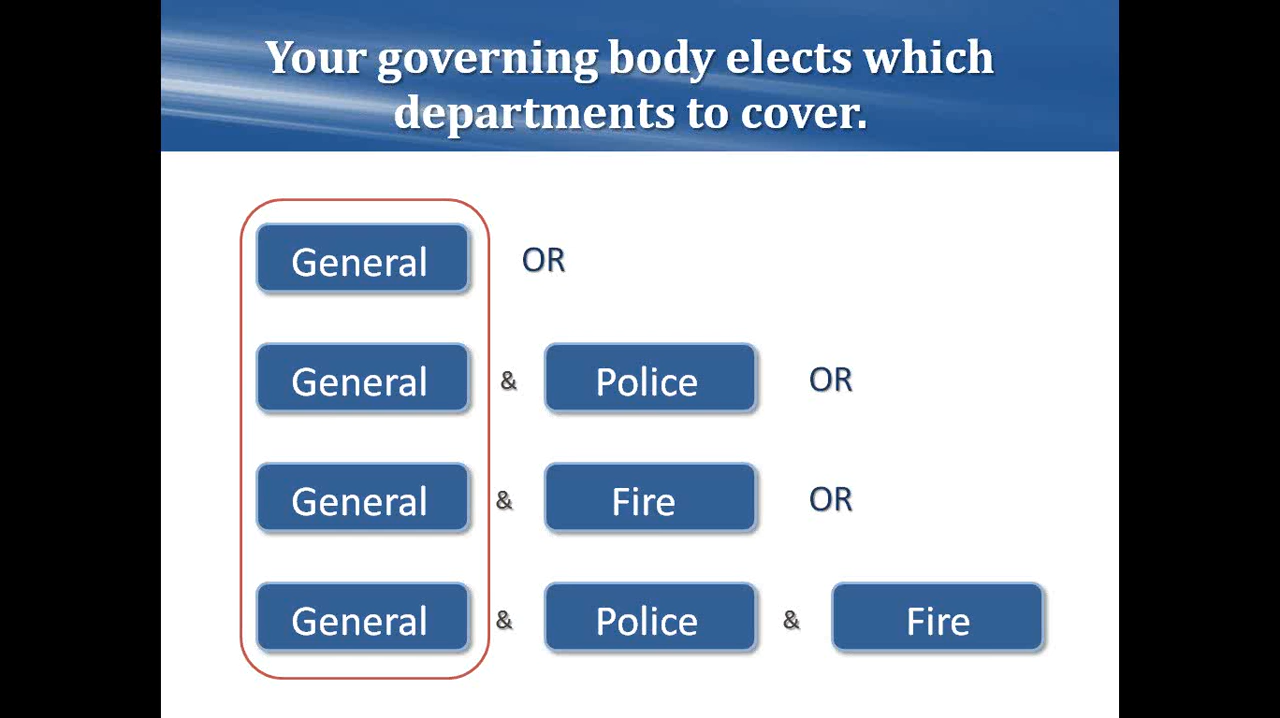 Your governing body elects which
departments to cover.
General OR
General & Police OR
General & Fire OR
General & Police & Fire